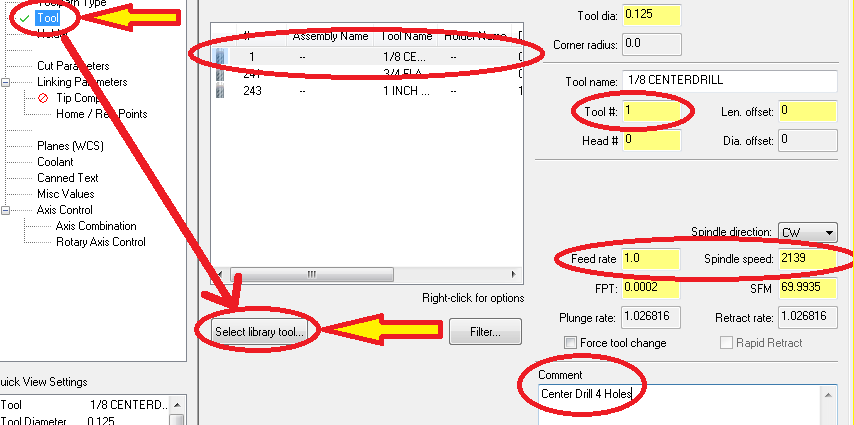 Toolpath Type
Tool
Holder
Cut Parameters
Linking Parameters
Tip Comp
Home / Ref. Points
Planes (WCS)
Coolant
Canned Text
Misc Values
Axis Control
Axis Combination
Rotary Axis Control
uick View Settings
Tool 1/8 CENTERD...
Tool Diameter 0.125
# Assembly Name Tool Name Holder Name
1 -- 1/8 CE... --
241 -- 3/4 FLA... --
243 -- 1 INCH ... -- 1
Right-click for options
Select library tool... Filter...
Tool dia: 0.125
Corner radius: 0.0
Tool name: 1/8 CENTERDRILL
Tool #: 1 Len. offset: 0
Head # 0 Dia. offset: 0
Spindle direction: CW
Feed rate 1.0 Spindle speed: 2139
FPT: 0.0002 SFM 69.9935
Plunge rate: 1.026816 Retract rate: 1.026816
Force tool change Rapid Retract
Comment
Center Drill 4 Holes